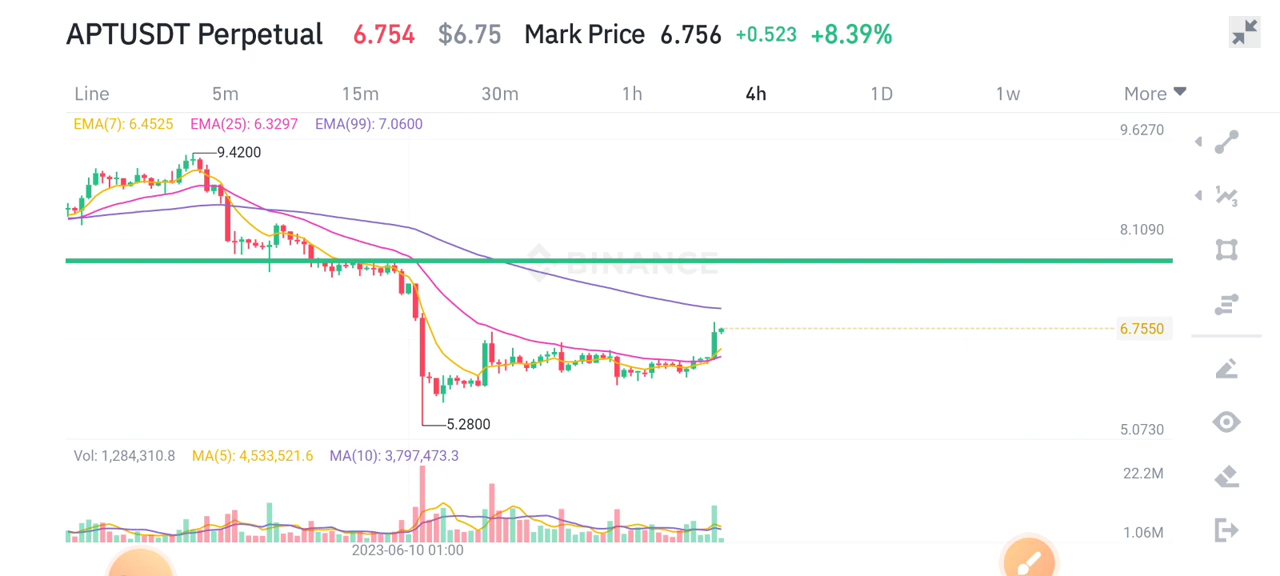 APTUSDT Perpetual 6.754 $6.75 Mark Price 6.756 +0.523 +8.39%
Line 5m 15m 30m 1h 4h 1D 1w More
EMA(7): 6.4525 EMA(25): 6.3297 EMA(99): 7.0600
9.6270
9.4200
8.1090
BINANCE
6.7550
5.2800
5.0730
Vol: 1,284,310.8 MA(5): 4,533,521.6 MA(10): 3,797,473.3
22.2M
1.06M
2023-06-10 01:00